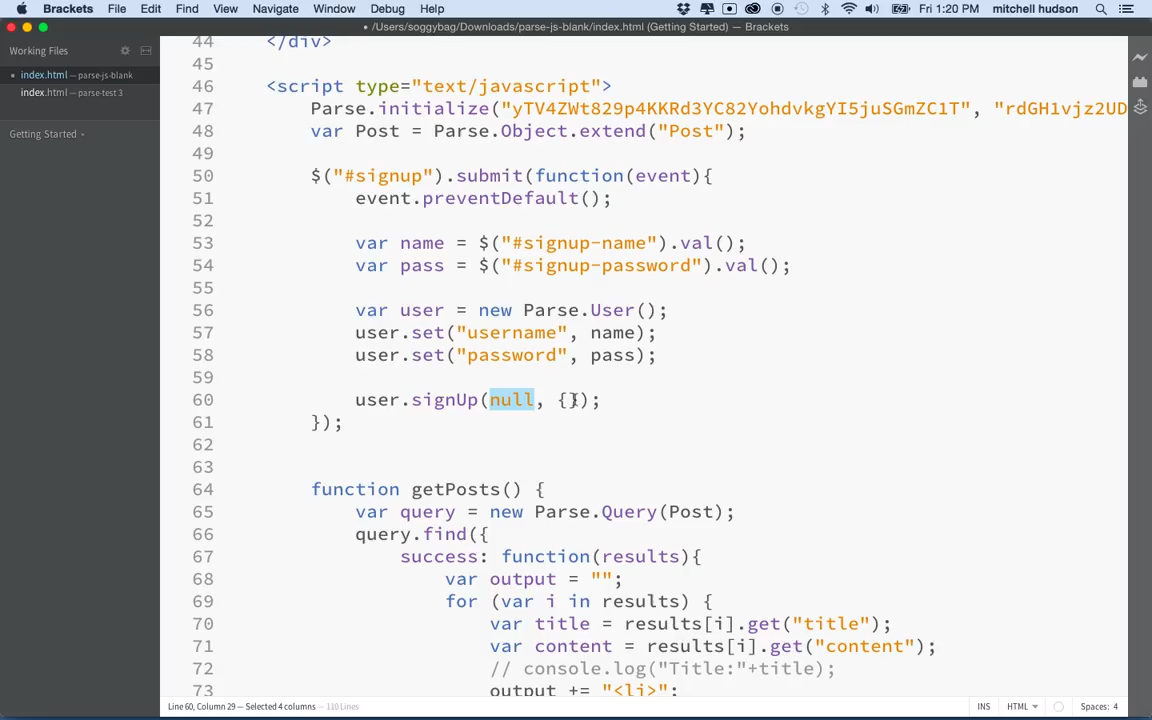 Brackets File Edit Find View Navigate Window Debug Help Fri 1:20 PM mitchell hudson
• /Users/soggybag/Downloads/parse-js-blank/index.html (Getting Started) — Brackets
Working Files
• index.html — parse-js-blank
index.html — parse-test 3
Getting Started
44 </div>
45
46 <script type="text/javascript">
47 Parse.initialize("yTV4ZWt829p4KKRd3YC82YohdvkgYI5juSGmZC1T", "rdGH1vjz2UD
48 var Post = Parse.Object.extend("Post");
49
50 $("#signup").submit(function(event){
51 event.preventDefault();
52
53 var name = $("#signup-name").val();
54 var pass = $("#signup-password").val();
55
56 var user = new Parse.User();
57 user.set("username", name);
58 user.set("password", pass);
59
60 user.signUp(null, {});
61 });
62
63
64 function getPosts() {
65 var query = new Parse.Query(Post);
66 query.find({
67 success: function(results){
68 var output = "";
69 for (var i in results) {
70 var title = results[i].get("title");
71 var content = results[i].get("content");
72 // console.log("Title:"+title);
73 output += "<li>";
Line 60, Column 29 — Selected 4 columns — 110 Lines INS HTML Spaces: 4